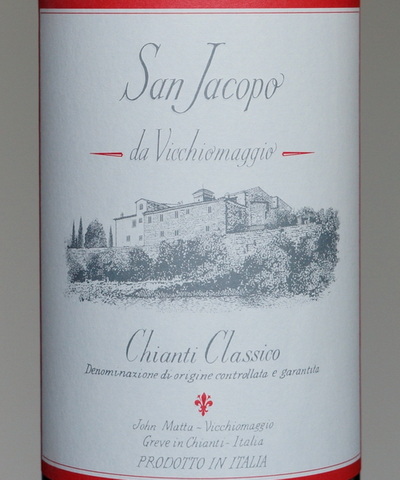 San Jacopo
da Vicchiomaggio
Chianti Classico
Denominazione di origine controllata e garantita
John Matta - Vicchiomaggio
Greve in Chianti - Italia
PRODOTTO IN ITALIA